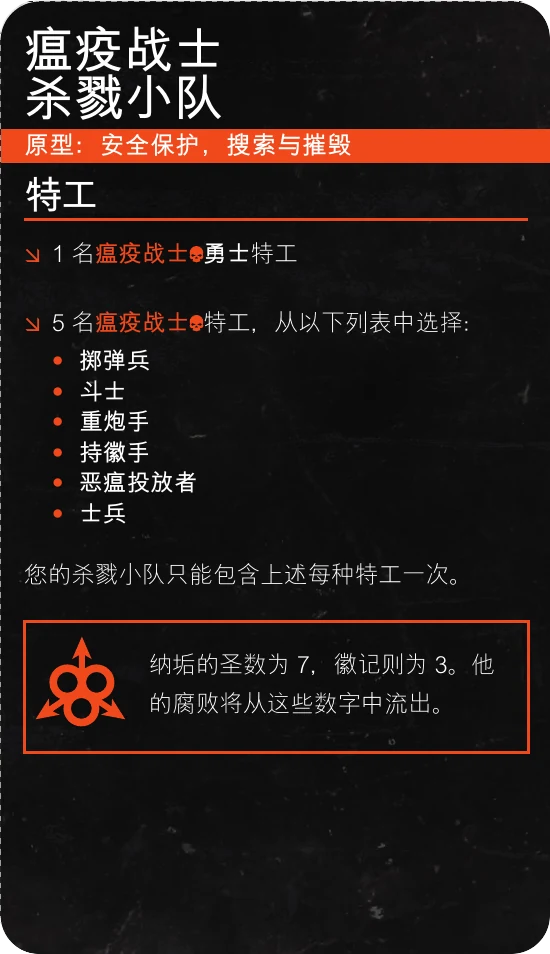 瘟疫战士
杀戮小队
原型：安全保护，搜索与摧毁
特工
1 名瘟疫战士勇士特工
5 名瘟疫战士特工，从以下列表中选择：
掷弹兵
斗士
重炮手
持徽手
恶瘟投放者
士兵
您的杀戮小队只能包含上述每种特工一次。
纳垢的圣数为 7，徽记则为 3。他
的腐败将从这些数字中流出。